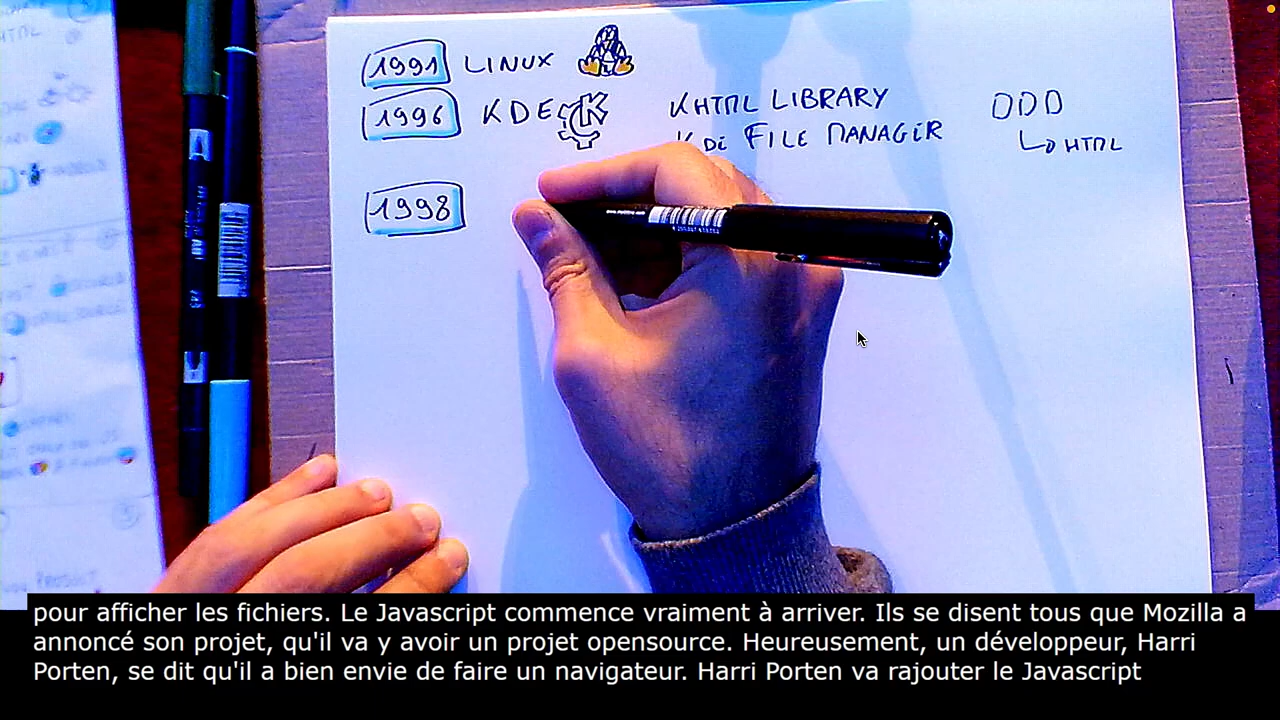 1991 LINUX
1996 KDE KHTML LIBRARY ODD
KDE FILE MANAGER ↳ HTML
1998
pour afficher les fichiers. Le Javascript commence vraiment à arriver. Ils se disent tous que Mozilla a
annoncé son projet, qu'il va y avoir un projet opensource. Heureusement, un développeur, Harri
Porten, se dit qu'il a bien envie de faire un navigateur. Harri Porten va rajouter le Javascript